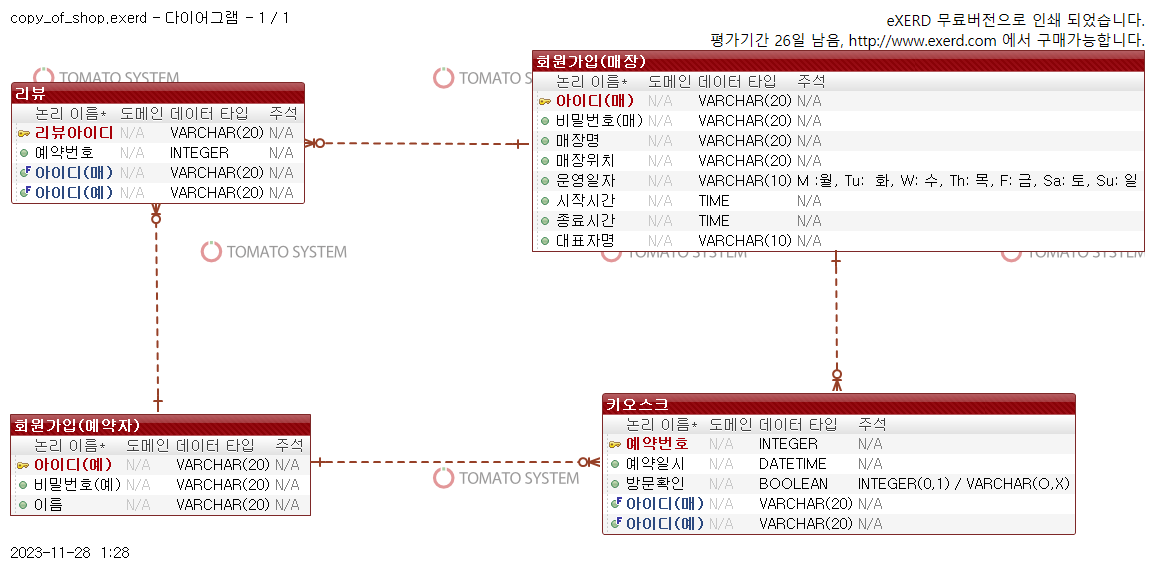 copy_of_shop.exerd - 다이어그램 - 1 / 1
eXERD 무료버전으로 인쇄 되었습니다.
평가기간 26일 남음, http://www.exerd.com 에서 구매가능합니다.
TOMATO SYSTEM
TOMATO S
리뷰
논리 이름* 도메인 데이터 타입 주석
리뷰아이디 N/A VARCHAR(20) N/A
예약번호 N/A INTEGER N/A
아이디(매) N/A VARCHAR(20) N/A
아이디(예) N/A VARCHAR(20) N/A
회원가입(매장)
논리 이름* 도메인 데이터 타입 주석
아이디(매) N/A VARCHAR(20) N/A
비밀번호(매) N/A VARCHAR(20) N/A
매장명 N/A VARCHAR(20) N/A
매장위치 N/A VARCHAR(20) N/A
운영일자 N/A VARCHAR(10) M :월, Tu: 화, W: 수, Th: 목, F: 금, Sa: 토, Su: 일
시작시간 N/A TIME N/A
종료시간 N/A TIME N/A
대표자명 N/A VARCHAR(10) N/A
TOMATO SYSTEM
TOMATO SYSTEM
TOMATO SYSTEM
회원가입(예약자)
논리 이름* 도메인 데이터 타입 주석
아이디(예) N/A VARCHAR(20) N/A
비밀번호(예) N/A VARCHAR(20) N/A
이름 N/A VARCHAR(20) N/A
TOMATO SYSTEM
키오스크
논리 이름* 도메인 데이터 타입 주석
예약번호 N/A INTEGER N/A
예약일시 N/A DATETIME N/A
방문확인 N/A BOOLEAN INTEGER(0,1) / VARCHAR(O,X)
아이디(매) N/A VARCHAR(20) N/A
아이디(예) N/A VARCHAR(20) N/A
2023-11-28 1:28